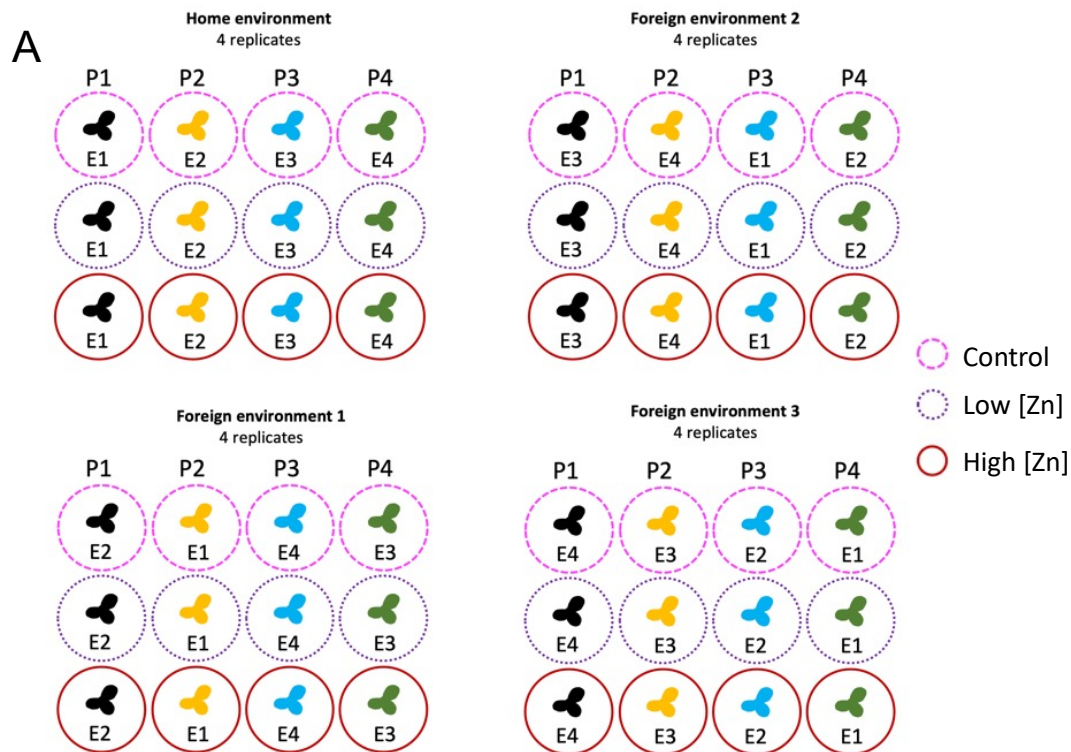 A
Home environment
4 replicates
P1 P2 P3 P4
E1 E2 E3 E4
E1 E2 E3 E4
E1 E2 E3 E4
Foreign environment 2
4 replicates
P1 P2 P3 P4
E3 E4 E1 E2
E3 E4 E1 E2
E3 E4 E1 E2
Foreign environment 1
4 replicates
P1 P2 P3 P4
E2 E1 E4 E3
E2 E1 E4 E3
E2 E1 E4 E3
Foreign environment 3
4 replicates
P1 P2 P3 P4
E4 E3 E2 E1
E4 E3 E2 E1
E4 E3 E2 E1
Control
Low [Zn]
High [Zn]